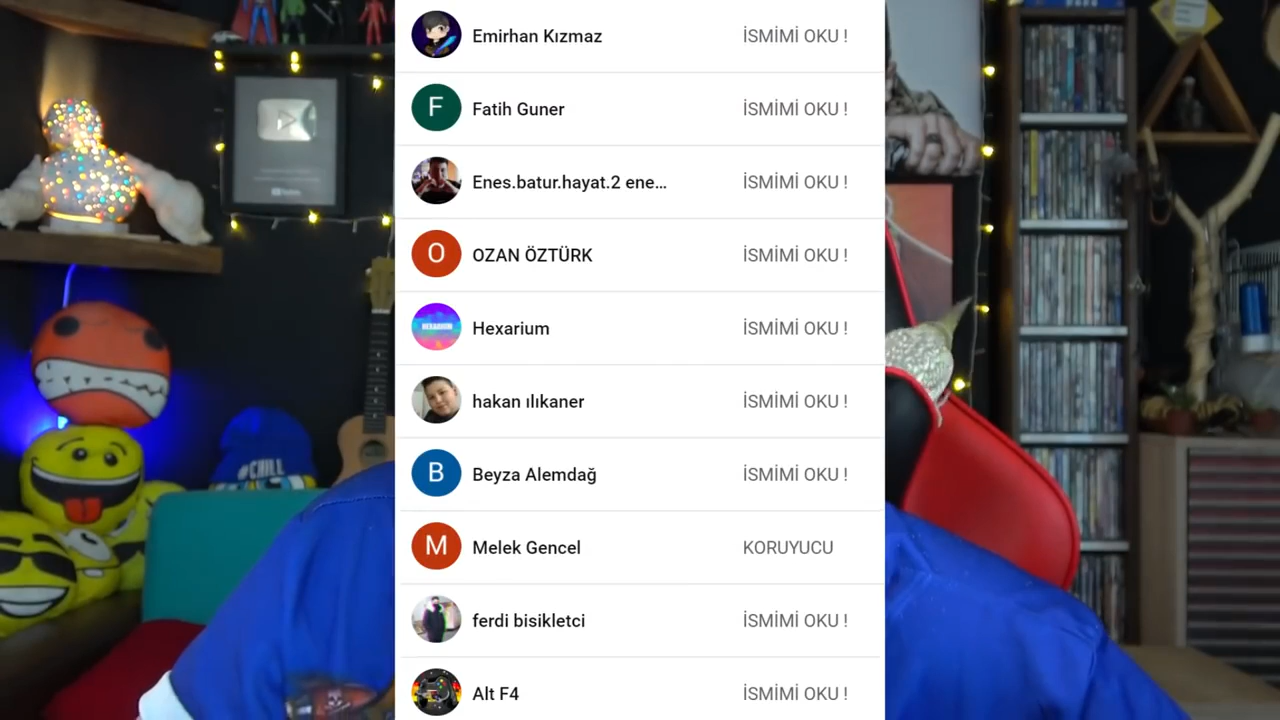 Emirhan Kızmaz İSMİMİ OKU !
F Fatih Guner İSMİMİ OKU !
Enes.batur.hayat.2 ene... İSMİMİ OKU !
O OZAN ÖZTÜRK İSMİMİ OKU !
HEXARIUM Hexarium İSMİMİ OKU !
hakan ılıkaner İSMİMİ OKU !
B Beyza Alemdağ İSMİMİ OKU !
M Melek Gencel KORUYUCU
ferdi bisikletci İSMİMİ OKU !
Alt F4 İSMİMİ OKU !
#CHILL